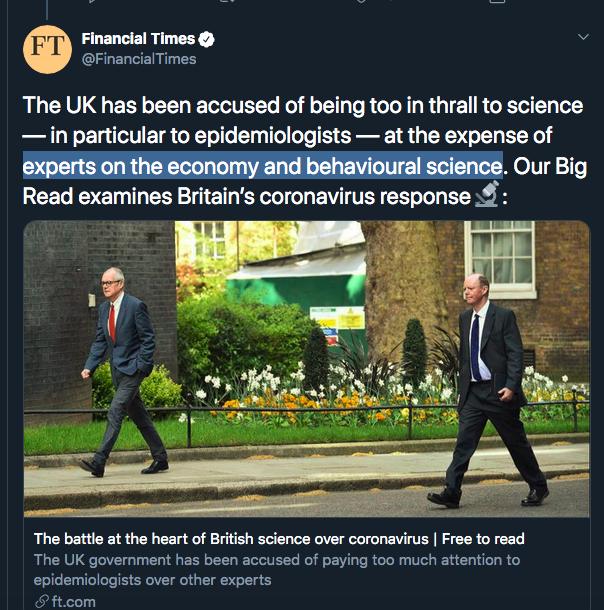 FT
Financial Times
@FinancialTimes
The UK has been accused of being too in thrall to science
— in particular to epidemiologists — at the expense of
experts on the economy and behavioural science. Our Big
Read examines Britain's coronavirus response🔬:
The battle at the heart of British science over coronavirus | Free to read
The UK government has been accused of paying too much attention to
epidemiologists over other experts
ft.com